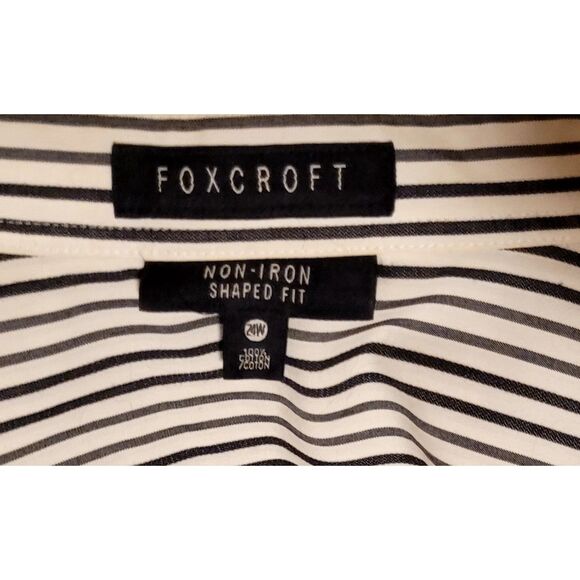 FOXCROFT
NON-IRON
SHAPED FIT
24W
100%
COTTON
/COTON